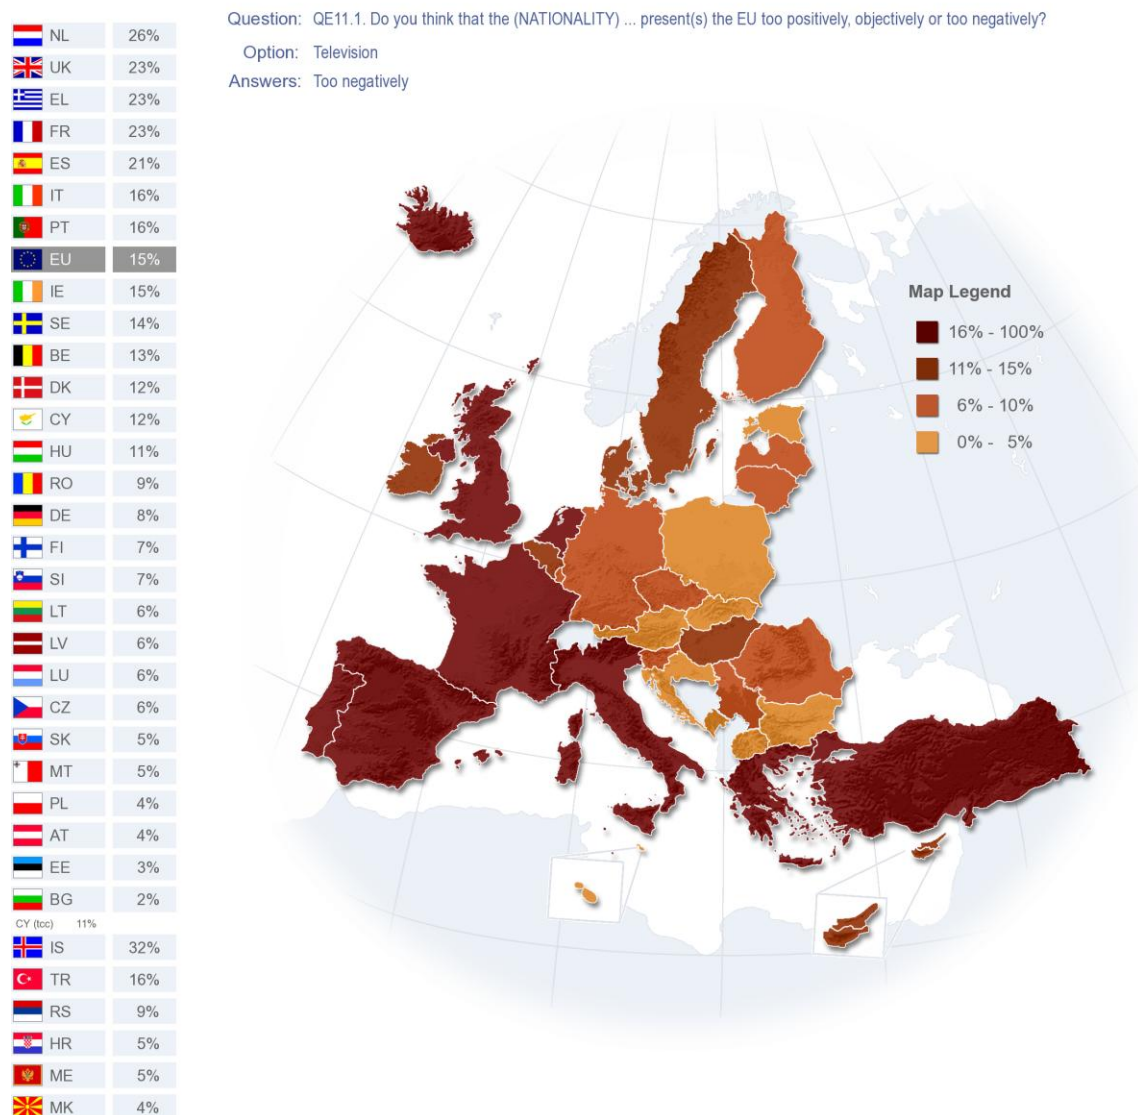 Question: QE11.1. Do you think that the (NATIONALITY) ... present(s) the EU too positively, objectively or too negatively?
Option: Television
Answers: Too negatively
NL 26%
UK 23%
EL 23%
FR 23%
ES 21%
IT 16%
PT 16%
EU 15%
IE 15%
SE 14%
BE 13%
DK 12%
CY 12%
HU 11%
RO 9%
DE 8%
FI 7%
SI 7%
LT 6%
LV 6%
LU 6%
CZ 6%
SK 5%
MT 5%
PL 4%
AT 4%
EE 3%
BG 2%
CY (tcc) 11%
IS 32%
TR 16%
RS 9%
HR 5%
ME 5%
MK 4%
Map Legend
16% - 100%
11% - 15%
6% - 10%
0% - 5%